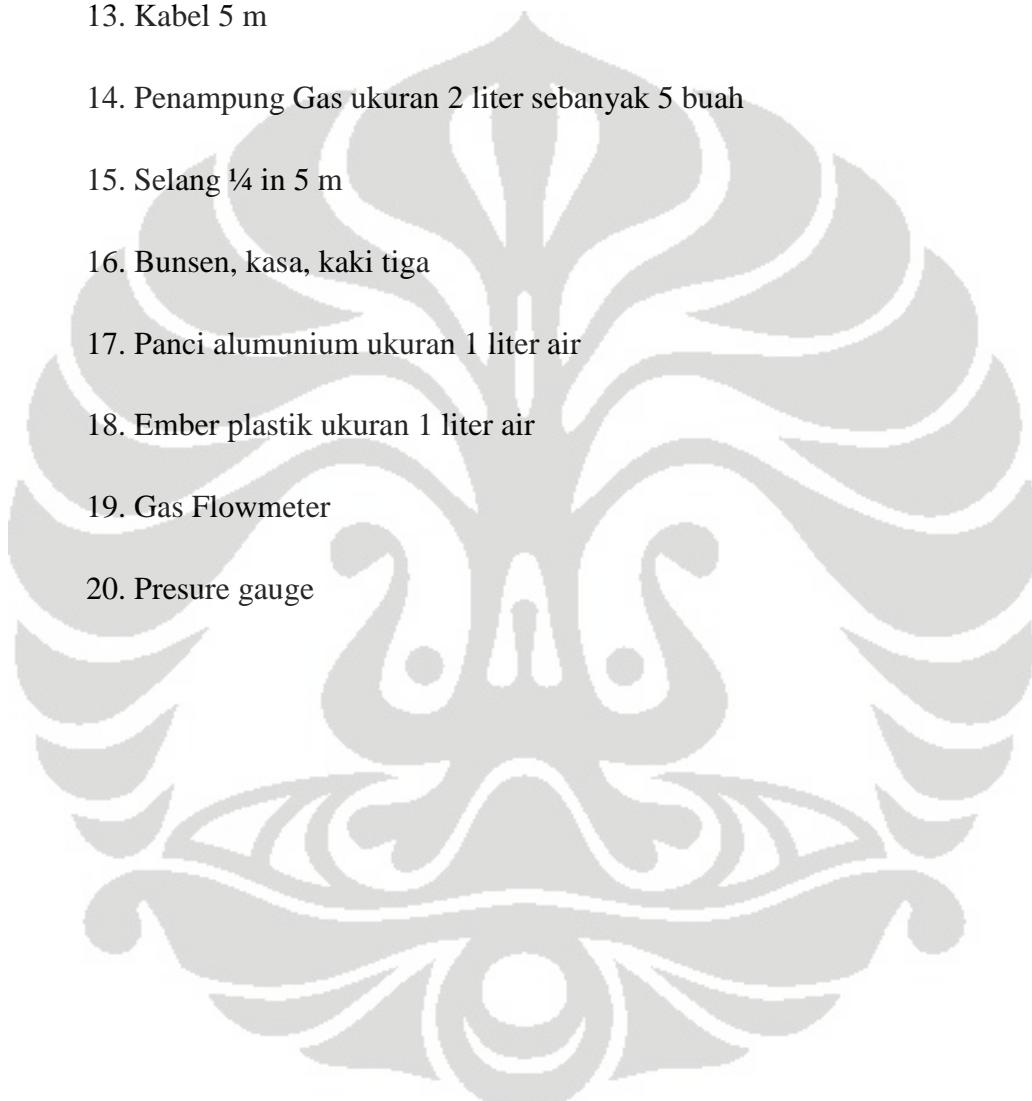 13. Kabel 5 m
14. Penampung Gas ukuran 2 liter sebanyak 5 buah
15. Selang ¼ in 5 m
16. Bunsen, kasa, kaki tiga
17. Panci alumunium ukuran 1 liter air
18. Ember plastik ukuran 1 liter air
19. Gas Flowmeter
20. Presure gauge